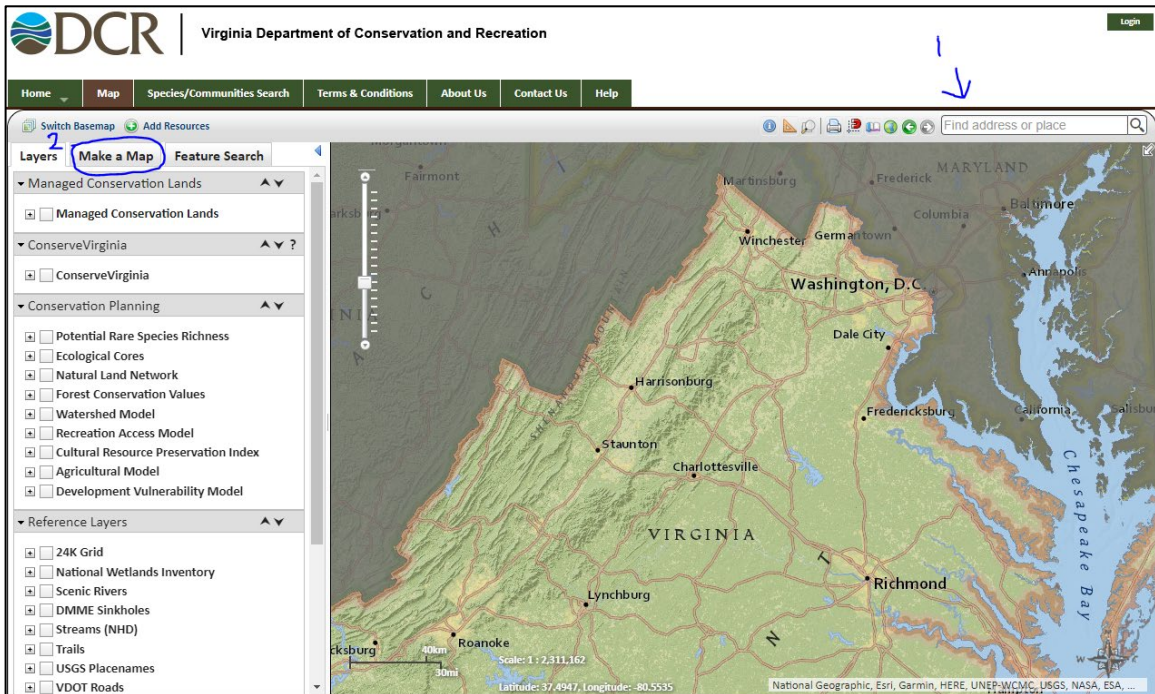 DCR
Virginia Department of Conservation and Recreation
Login
1
Home Map Species/Communities Search Terms & Conditions About Us Contact Us Help
Switch Basemap Add Resources
Find address or place
2
Layers Make a Map Feature Search
Managed Conservation Lands
Managed Conservation Lands
ConserveVirginia ?
ConserveVirginia
Conservation Planning
Potential Rare Species Richness
Ecological Cores
Natural Land Network
Forest Conservation Values
Watershed Model
Recreation Access Model
Cultural Resource Preservation Index
Agricultural Model
Development Vulnerability Model
Reference Layers
24K Grid
National Wetlands Inventory
Scenic Rivers
DMME Sinkholes
Streams (NHD)
Trails
USGS Placenames
VDOT Roads
Morgantown
Fairmont
Martinsburg
Frederick
MARYLAND
Baltimore
Columbia
Winchester
Germantown
Washington, D.C.
Annapolis
Dale City
Harrisonburg
Fredericksburg
California
Staunton
Charlottesville
Chesapeake Bay
VIRGINIA
Richmond
Lynchburg
Roanoke
40km
30mi
Scale: 1 : 2,311,162
Latitude: 37.4947, Longitude: -80.5535
W
National Geographic, Esri, Garmin, HERE, UNEP-WCMC, USGS, NASA, ESA, ...